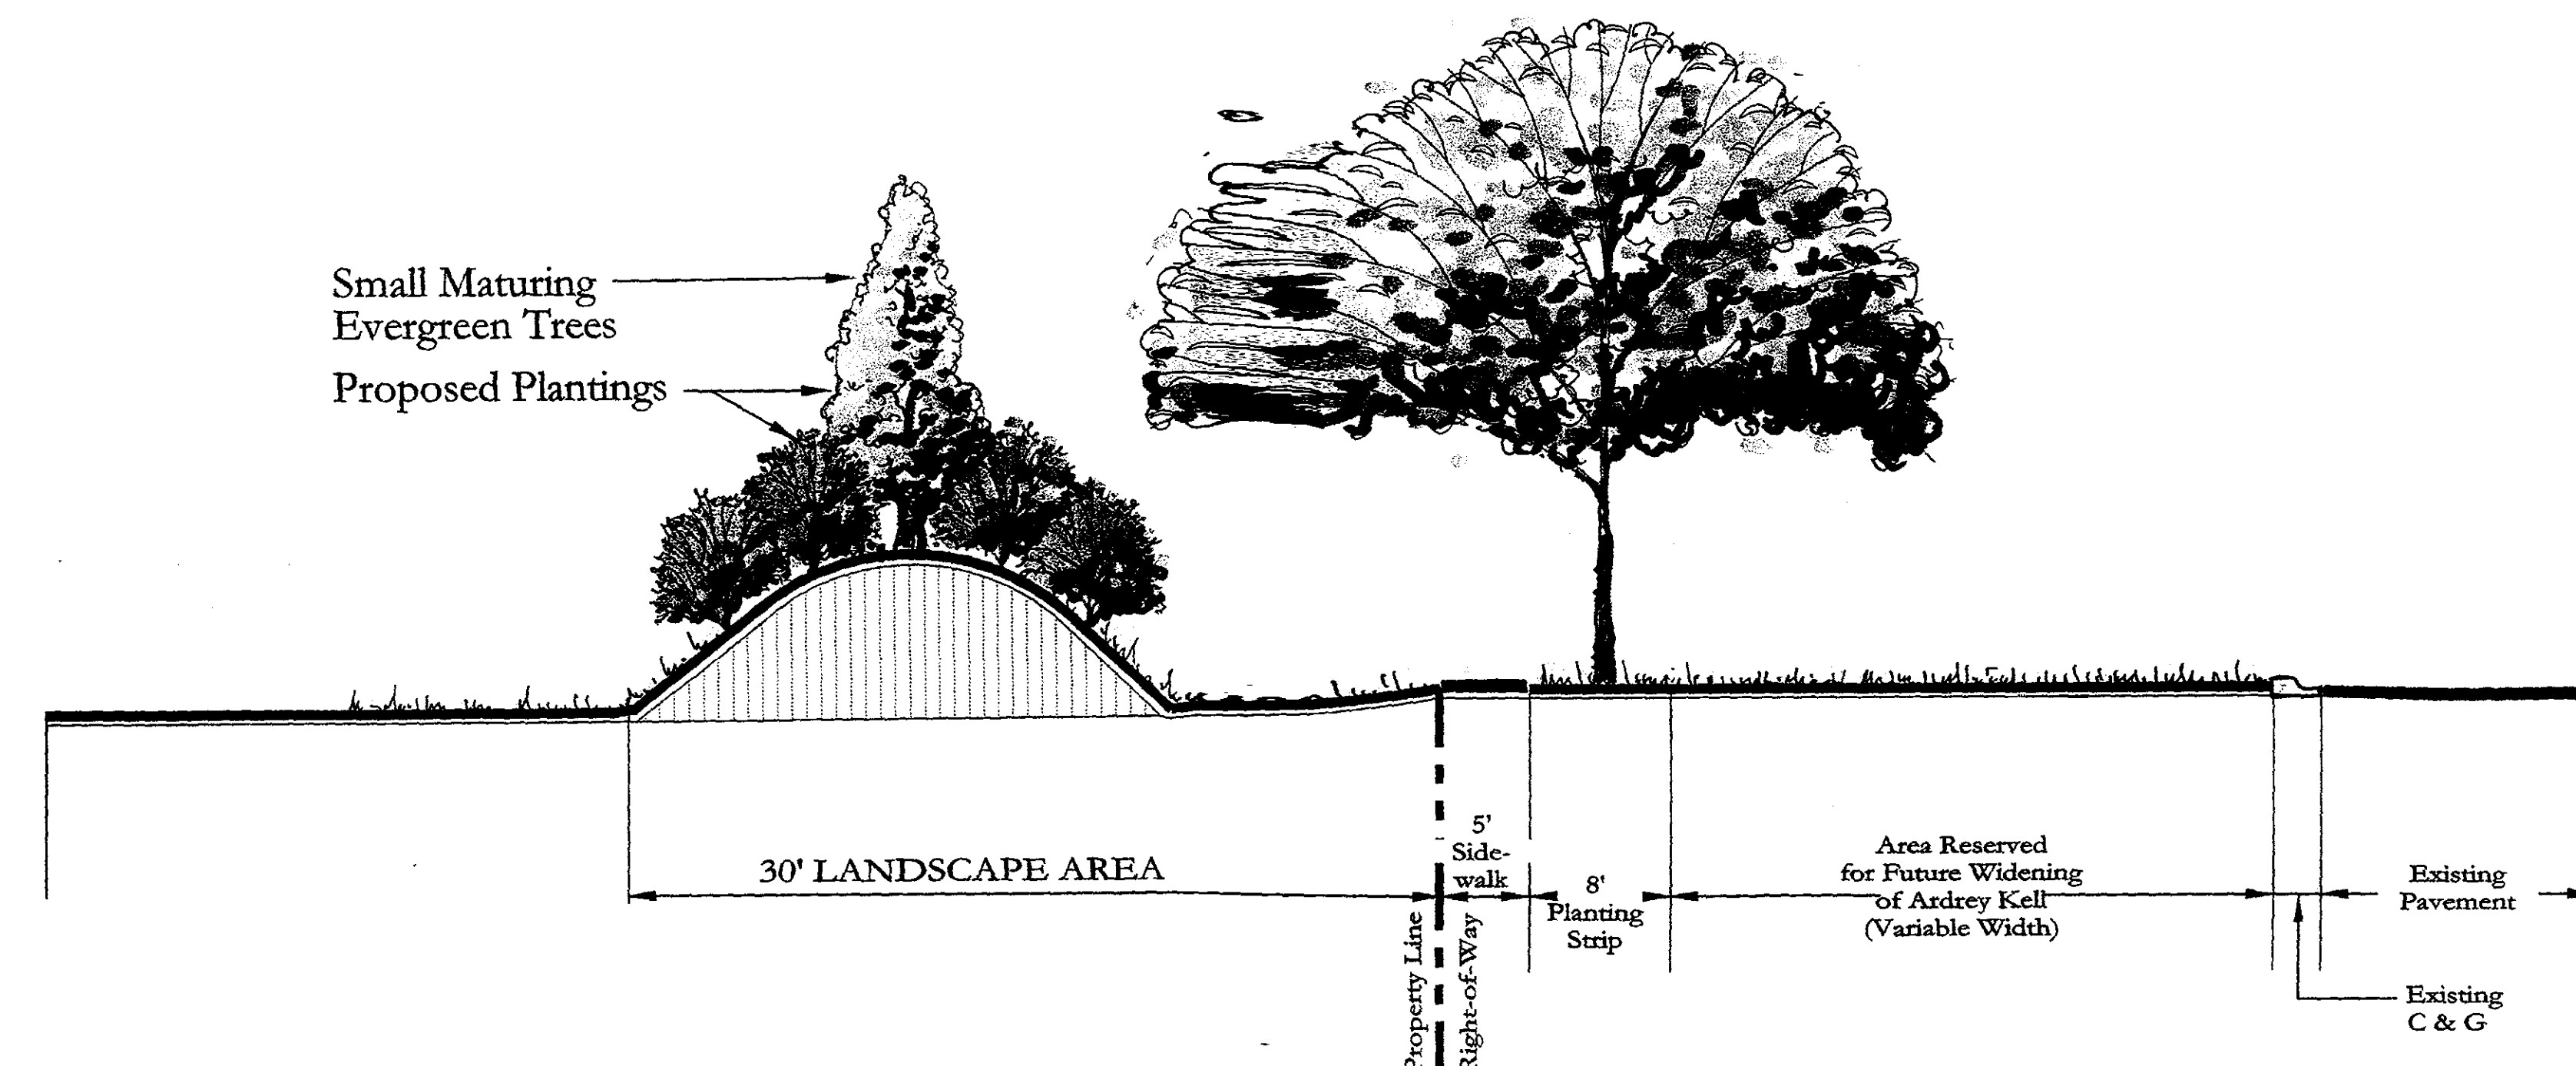 Small Maturing
Evergreen Trees
Proposed Plantings
30' LANDSCAPE AREA
5'
Side-
walk
8'
Planting
Strip
Area Reserved
for Future Widening
of Ardrey Kell
(Variable Width)
Existing
Pavement
Existing
C & G
Property Line
Right-of-Way